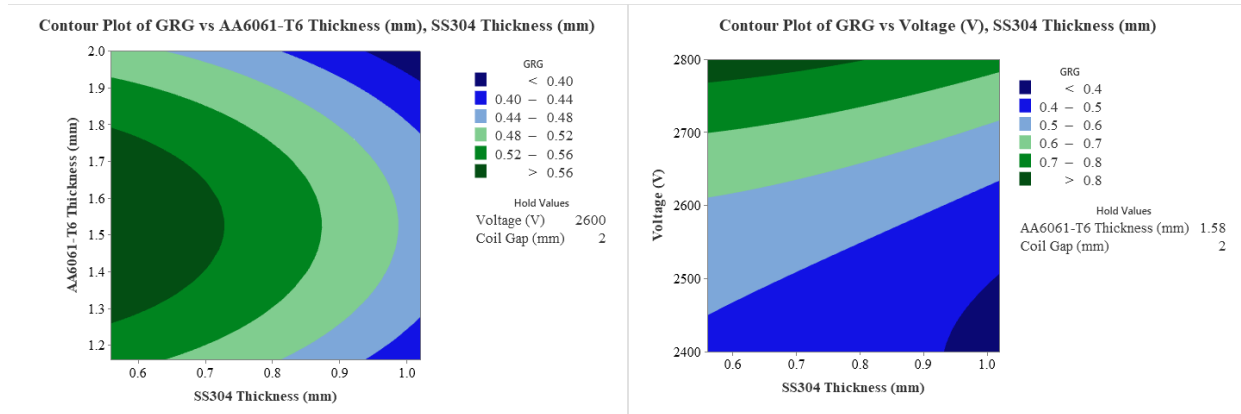 Contour Plot of GRG vs AA6061-T6 Thickness (mm), SS304 Thickness (mm)
2.0
1.9
1.8
1.7
1.6
1.5
1.4
1.3
1.2
AA6061-T6 Thickness (mm)
0.6 0.7 0.8 0.9 1.0
SS304 Thickness (mm)
GRG
< 0.40
0.40 – 0.44
0.44 – 0.48
0.48 – 0.52
0.52 – 0.56
> 0.56
Hold Values
Voltage (V) 2600
Coil Gap (mm) 2
Contour Plot of GRG vs Voltage (V), SS304 Thickness (mm)
2800
2700
2600
2500
2400
Voltage (V)
0.6 0.7 0.8 0.9 1.0
SS304 Thickness (mm)
GRG
< 0.4
0.4 – 0.5
0.5 – 0.6
0.6 – 0.7
0.7 – 0.8
> 0.8
Hold Values
AA6061-T6 Thickness (mm) 1.58
Coil Gap (mm) 2